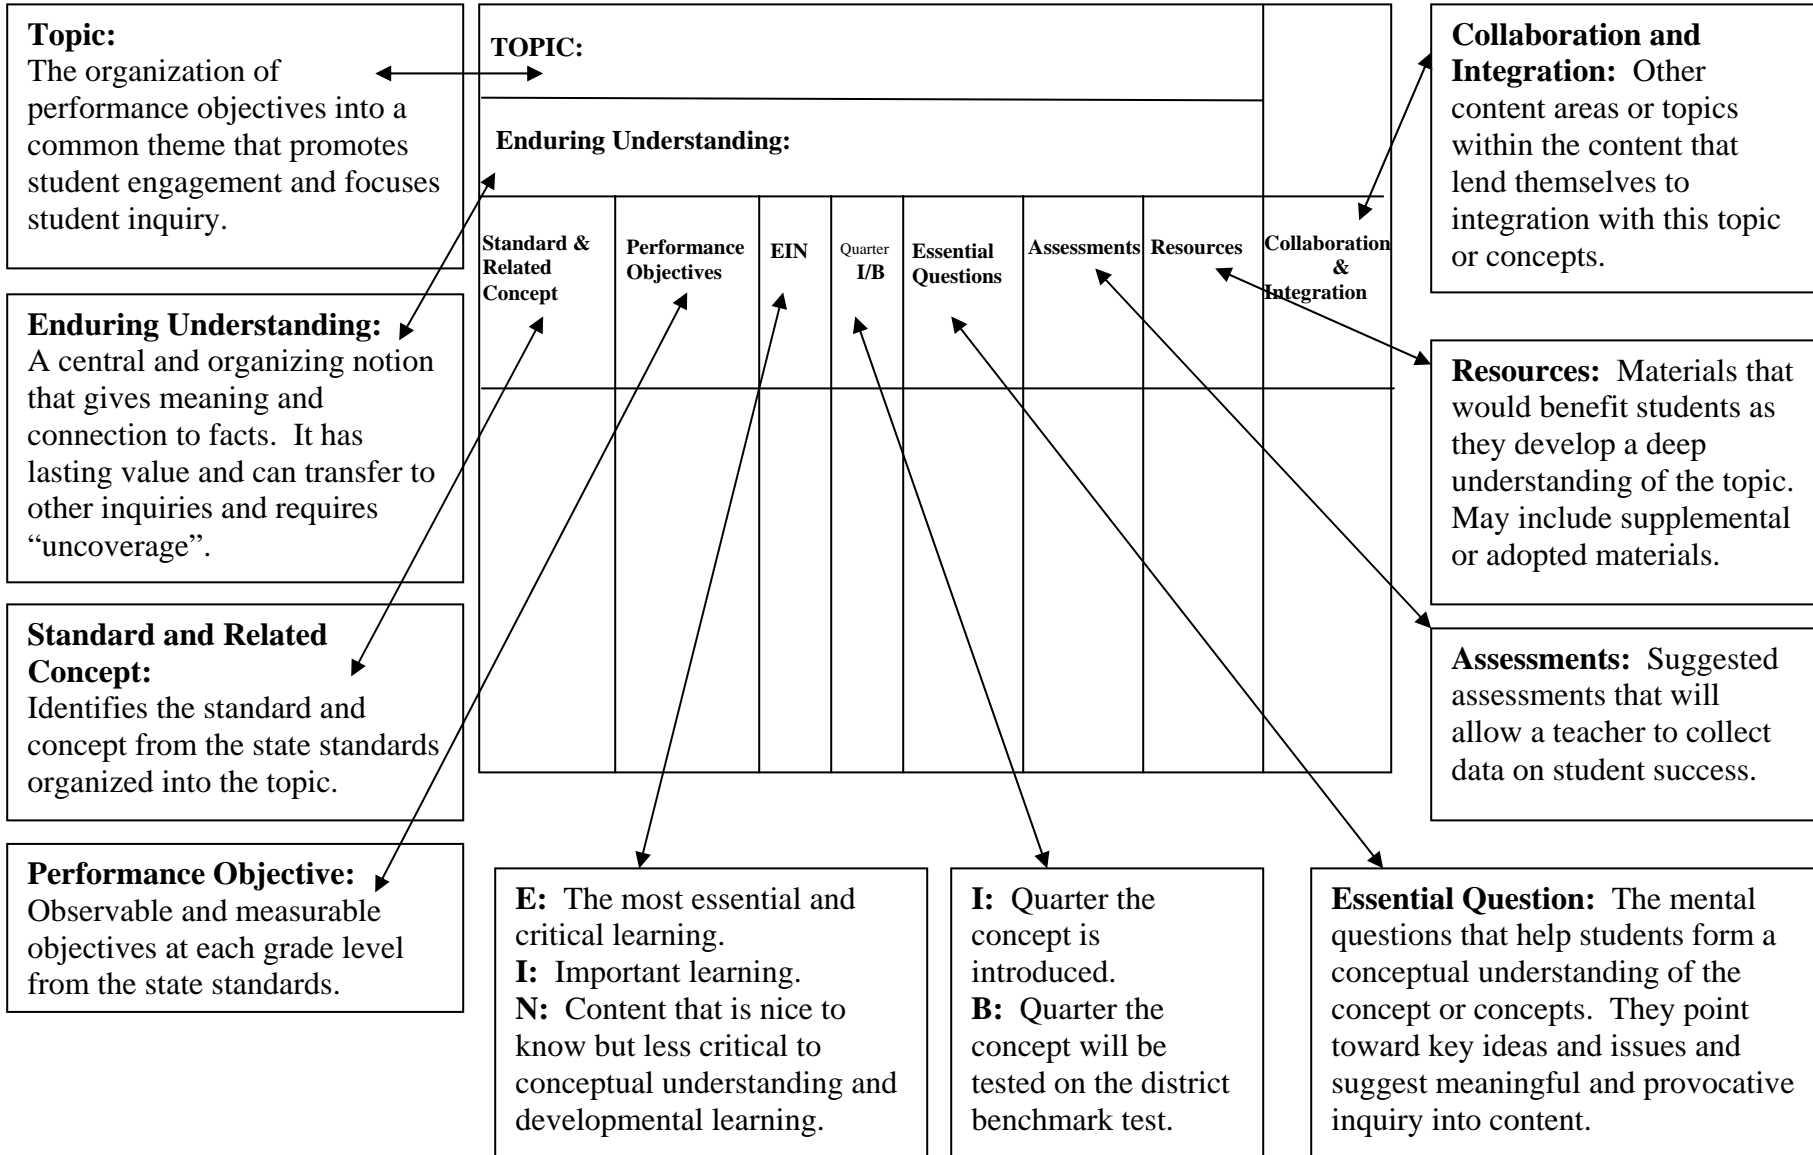 Topic:
The organization of
performance objectives into a
common theme that promotes
student engagement and focuses
student inquiry.
Enduring Understanding:
A central and organizing notion
that gives meaning and
connection to facts.  It has
lasting value and can transfer to
other inquiries and requires
“uncoverage”.
Standard and Related
Concept:
Identifies the standard and
concept from the state standards
organized into the topic.
Performance Objective:
Observable and measurable
objectives at each grade level
from the state standards.
TOPIC:
Enduring Understanding:
Standard &
Related
Concept
Performance
Objectives
EIN
Quarter
I/B
Essential
Questions
Assessments
Resources
Collaboration
&
Integration
E:  The most essential and
critical learning.
I:  Important learning.
N:  Content that is nice to
know but less critical to
conceptual understanding and
developmental learning.
I:  Quarter the
concept is
introduced.
B:  Quarter the
concept will be
tested on the district
benchmark test.
Collaboration and
Integration:  Other
content areas or topics
within the content that
lend themselves to
integration with this topic
or concepts.
Resources:  Materials that
would benefit students as
they develop a deep
understanding of the topic.
May include supplemental
or adopted materials.
Assessments:  Suggested
assessments that will
allow a teacher to collect
data on student success.
Essential Question:  The mental
questions that help students form a
conceptual understanding of the
concept or concepts.  They point
toward key ideas and issues and
suggest meaningful and provocative
inquiry into content.